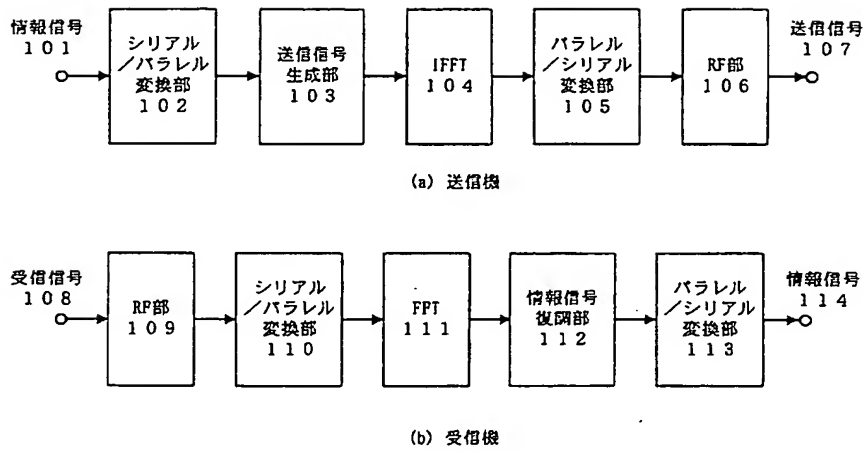 情報信号
101
シリアル
/パラレル
変換部
102
送信信号
生成部
103
IFFT
104
パラレル
/シリアル
変換部
105
RF部
106
送信信号
107
(a) 送信機
受信信号
108
RF部
109
シリアル
/パラレル
変換部
110
FPT
111
情報信号
復調部
112
パラレル
/シリアル
変換部
113
情報信号
114
(b) 受信機